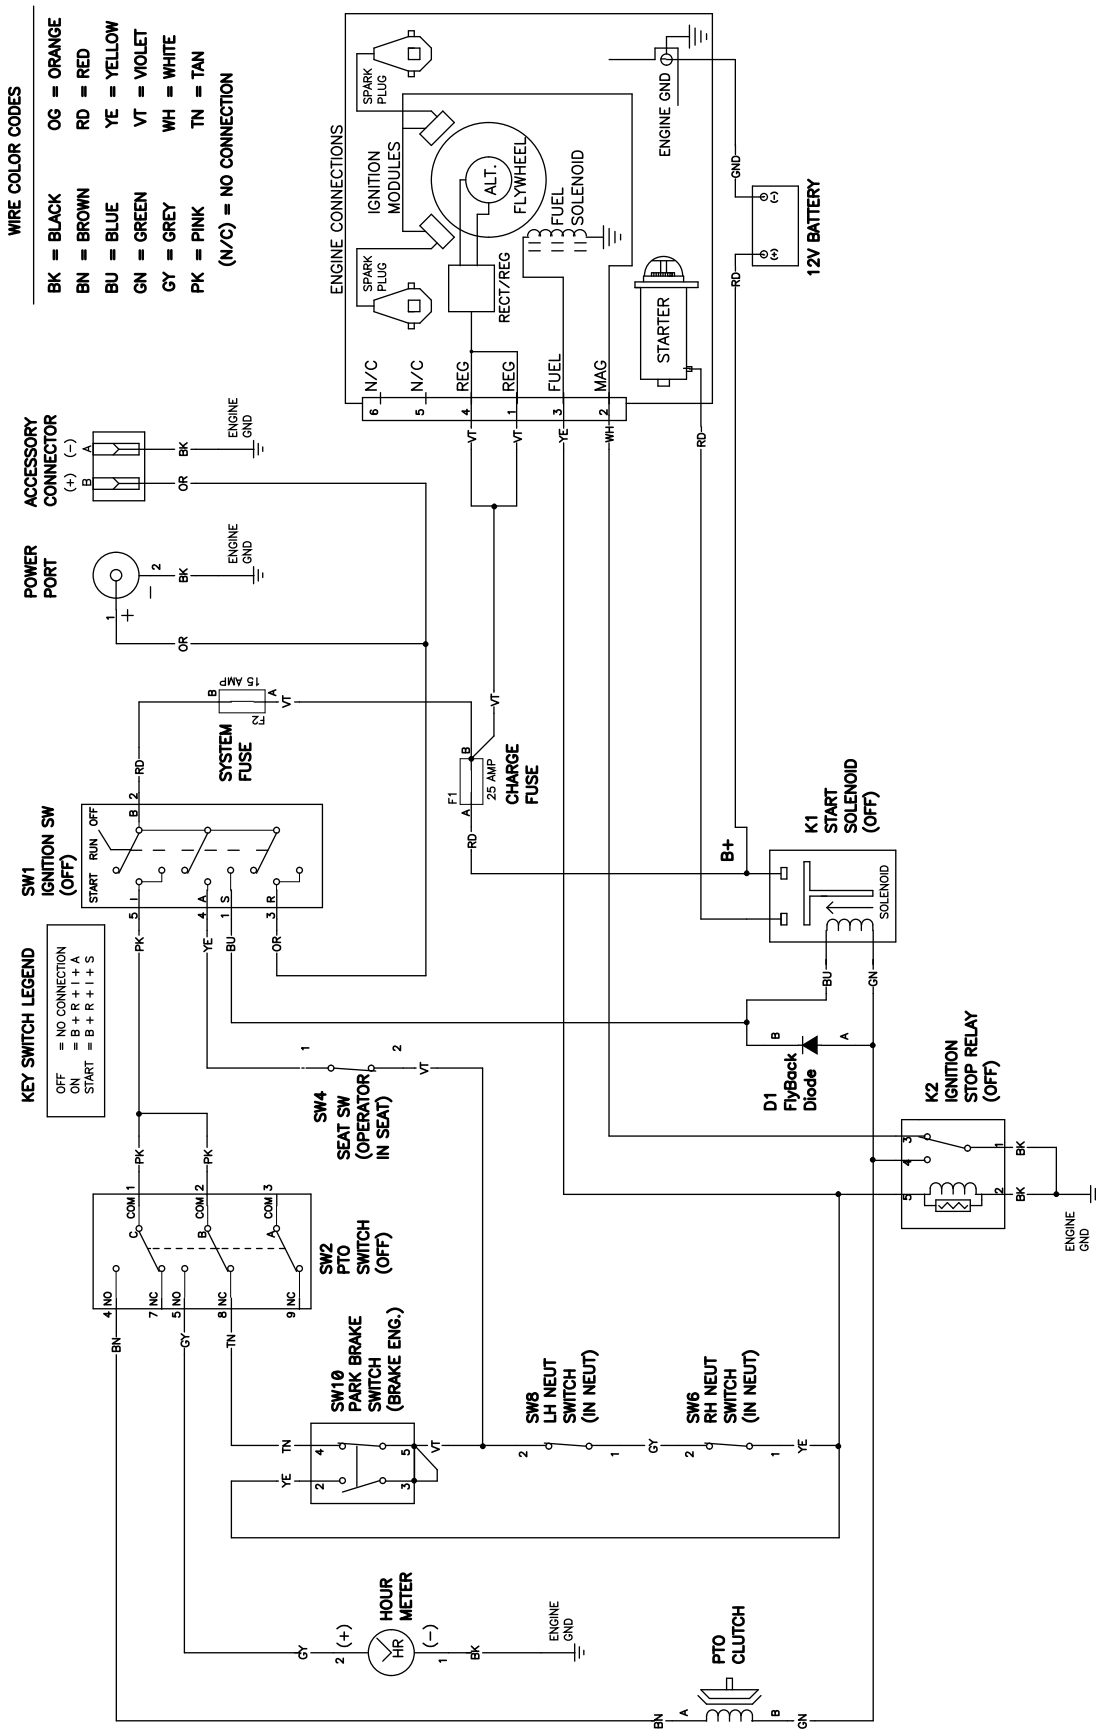 WIRE COLOR CODES
BK = BLACK
OG = ORANGE
BN = BROWN
RD = RED
BU = BLUE
YE = YELLOW
GN = GREEN
VT = VIOLET
GY = GREY
WH = WHITE
PK = PINK
TN = TAN
(N/C) = NO CONNECTION
KEY SWITCH LEGEND
OFF = NO CONNECTION
ON = B + R + I + A
START = B + R + I + S
SW1
IGNITION SW
(OFF)
START RUN OFF
B 2
5 I
4 A
1 S
3 R
PK
YE
BU
OR
RD
POWER
PORT
1
+
−
2
OR
BK
ENGINE
GND
ACCESSORY
CONNECTOR
(+) (−)
B A
OR
BK
ENGINE
GND
SYSTEM
FUSE
B
15 AMP
F2
A
VT
F1
A
B
25 AMP
CHARGE
FUSE
RD
VT
ENGINE CONNECTIONS
SPARK
PLUG
SPARK
PLUG
IGNITION
MODULES
ALT.
FLYWHEEL
RECT/REG
FUEL
SOLENOID
STARTER
ENGINE GND
6 N/C
5 N/C
4 REG
1 REG
3 FUEL
2 MAG
VT
VT
YE
WH
RD
GND
RD
(+)
(−)
12V BATTERY
B+
K1
START
SOLENOID
(OFF)
SOLENOID
BU
GN
B
A
D1
FlyBack
Diode
K2
IGNITION
STOP RELAY
(OFF)
3
4
5
1
2
BK
BK
ENGINE
GND
1
2
VT
SW4
SEAT SW
(OPERATOR
IN SEAT)
PK
PK
COM 1
COM 2
COM 3
C
B
A
4 NO
7 NC
5 NO
8 NC
9 NC
SW2
PTO
SWITCH
(OFF)
BN
GY
TN
SW10
PARK BRAKE
SWITCH
(BRAKE ENG.)
TN
YE
4
5
2
3
VT
SW8
LH NEUT
SWITCH
(IN NEUT)
2
1
GY
SW6
RH NEUT
SWITCH
(IN NEUT)
2
1
YE
HOUR
METER
GY
2 (+)
HR
1 (−)
BK
ENGINE
GND
PTO
CLUTCH
BN
A
B
GN